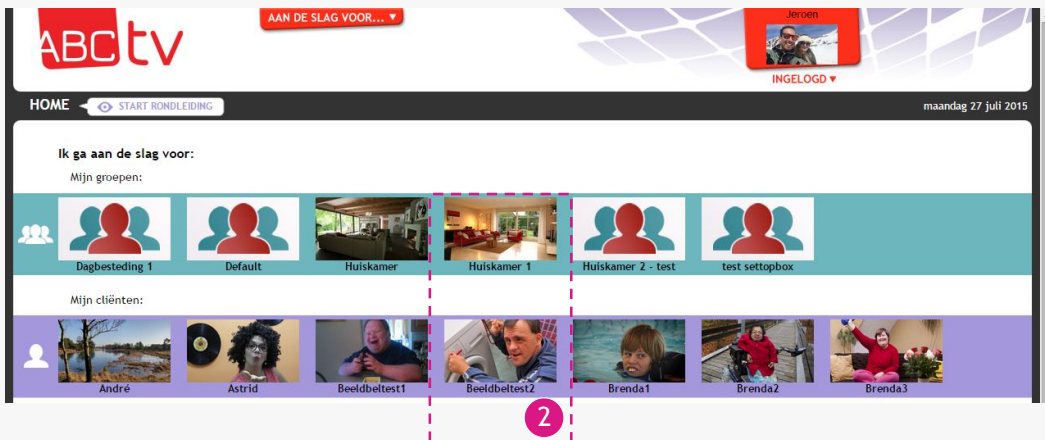 ABCtv
AAN DE SLAG VOOR... ▼
Jeroen
INGELOGD ▼
HOME
START RONDLEIDING
maandag 27 juli 2015
Ik ga aan de slag voor:
Mijn groepen:
Dagbesteding 1 Default Huiskamer Huiskamer 1 Huiskamer 2 - test test settopbox
Mijn cliënten:
André Astrid Beeldbeltest1 Beeldbeltest2 Brenda1 Brenda2 Brenda3
2